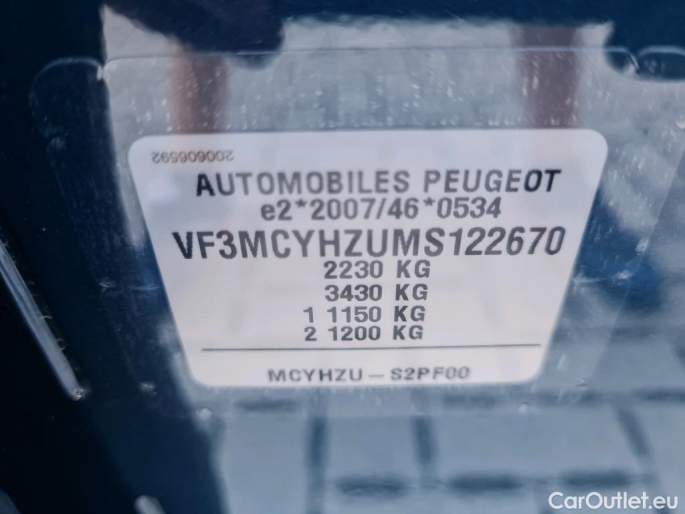 200606592
AUTOMOBILES PEUGEOT
e2*2007/46*0534
VF3MCYHZUMS122670
2230 KG
3430 KG
1 1150 KG
2 1200 KG
MCYHZU – S2PF00
CarOutlet.eu